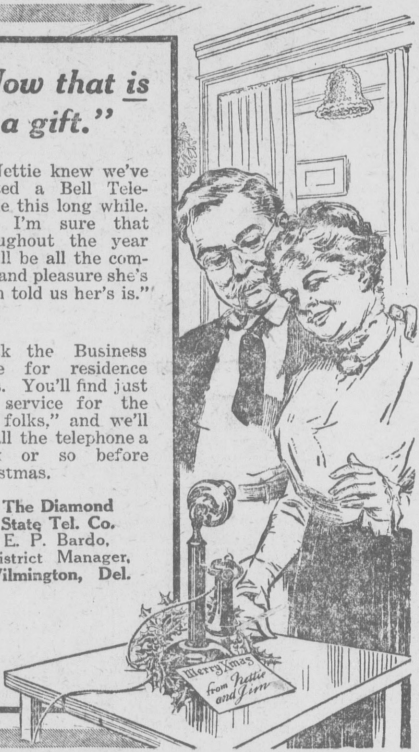 ow that is
a gift."
ettie knew we've
ed a Bell Tele-
e this long while.
I'm sure that
ughout the year
ll be all the com-
and pleasure she's
n told us her's is."
k the Business
e for residence
s. You'll find just
service for the
folks," and we'll
ll the telephone a
or so before
stmas.
The Diamond
State Tel. Co.
E. P. Bardo,
istrict Manager,
ilmington, Del.
Merry Xmas
from Nettie
and Jim